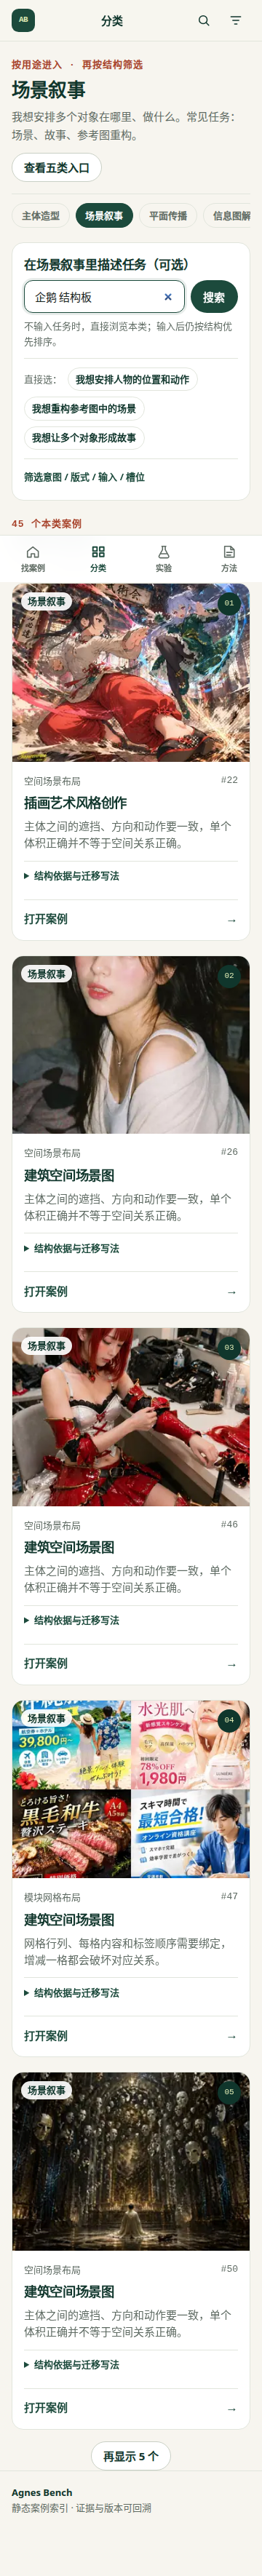 AB
分类
按用途进入 · 再按结构筛选
场景叙事
我想安排多个对象在哪里、做什么。常见任务：
场景、故事、参考图重构。
查看五类入口
主体造型
场景叙事
平面传播
信息图解
在场景叙事里描述任务（可选）
企鹅 结构板
×
搜索
不输入任务时，直接浏览本类；输入后仍按结构优
先排序。
直接选：
我想安排人物的位置和动作
我想重构参考图中的场景
我想让多个对象形成故事
筛选意图 / 版式 / 输入 / 槽位
45 个本类案例
找案例
分类
实验
方法
场景叙事
01
空间场景布局
#22
插画艺术风格创作
主体之间的遮挡、方向和动作要一致，单个
体积正确并不等于空间关系正确。
结构依据与迁移写法
打开案例
→
场景叙事
02
空间场景布局
#26
建筑空间场景图
主体之间的遮挡、方向和动作要一致，单个
体积正确并不等于空间关系正确。
结构依据与迁移写法
打开案例
→
场景叙事
03
空间场景布局
#46
建筑空间场景图
主体之间的遮挡、方向和动作要一致，单个
体积正确并不等于空间关系正确。
结构依据与迁移写法
打开案例
→
场景叙事
04
39,800円
水光肌へ
78%OFF
1,980円
とろける旨さ!
黒毛和牛
贅沢ステーキ
A4
スキマ時間で
最短合格!
オンライン資格講座
模块网格布局
#47
建筑空间场景图
网格行列、每格内容和标签顺序需要绑定，
增减一格都会破坏对应关系。
结构依据与迁移写法
打开案例
→
场景叙事
05
空间场景布局
#50
建筑空间场景图
主体之间的遮挡、方向和动作要一致，单个
体积正确并不等于空间关系正确。
结构依据与迁移写法
打开案例
→
再显示 5 个
Agnes Bench
静态案例索引 · 证据与版本可回溯